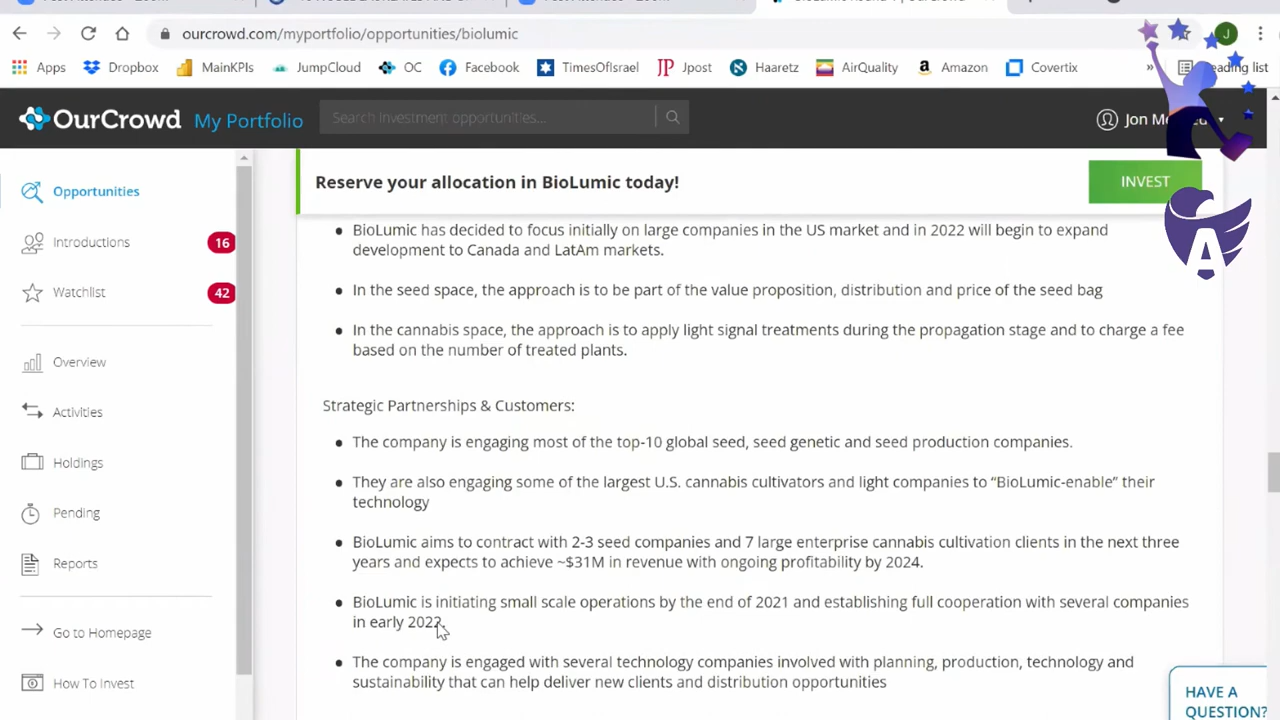 ourcrowd.com/myportfolio/opportunities/biolumic
Apps Dropbox MainKPIs JumpCloud OC Facebook TimesOfIsrael JP Jpost Haaretz AirQuality Amazon Covertix » Reading list
OurCrowd My Portfolio Search investment opportunities... Jon
Opportunities
Introductions 16
Watchlist 42
Overview
Activities
Holdings
Pending
Reports
Go to Homepage
How To Invest
Reserve your allocation in BioLumic today! INVEST
A
BioLumic has decided to focus initially on large companies in the US market and in 2022 will begin to expand
development to Canada and LatAm markets.
In the seed space, the approach is to be part of the value proposition, distribution and price of the seed bag
In the cannabis space, the approach is to apply light signal treatments during the propagation stage and to charge a fee
based on the number of treated plants.
Strategic Partnerships & Customers:
The company is engaging most of the top-10 global seed, seed genetic and seed production companies.
They are also engaging some of the largest U.S. cannabis cultivators and light companies to “BioLumic-enable” their
technology
BioLumic aims to contract with 2-3 seed companies and 7 large enterprise cannabis cultivation clients in the next three
years and expects to achieve ~$31M in revenue with ongoing profitability by 2024.
BioLumic is initiating small scale operations by the end of 2021 and establishing full cooperation with several companies
in early 2022.
The company is engaged with several technology companies involved with planning, production, technology and
sustainability that can help deliver new clients and distribution opportunities
HAVE A
QUESTION?